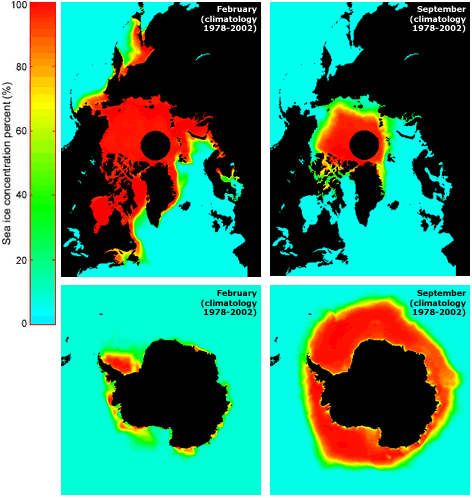 100
80
60
40
20
0
Sea ice concentration percent (%)
February
(climatology
1978-2002)
September
(climatology
1978-2002)
February
(climatology
1978-2002)
September
(climatology
1978-2002)